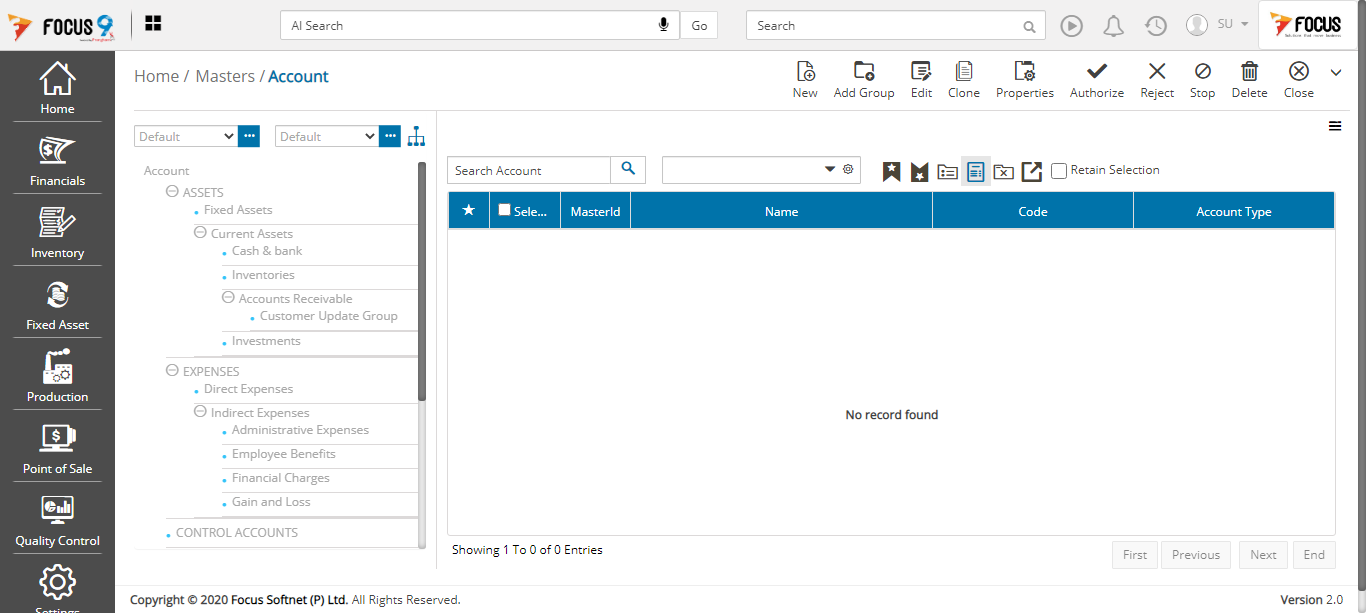 FOCUS 9
AI Search
Go
Search
SU
FOCUS
Home
Financials
Inventory
Fixed Asset
Production
Point of Sale
Quality Control
Settings
Home / Masters / Account
New
Add Group
Edit
Clone
Properties
Authorize
Reject
Stop
Delete
Close
Default
Default
Account
ASSETS
Fixed Assets
Current Assets
Cash & bank
Inventories
Accounts Receivable
Customer Update Group
Investments
EXPENSES
Direct Expenses
Indirect Expenses
Administrative Expenses
Employee Benefits
Financial Charges
Gain and Loss
CONTROL ACCOUNTS
Search Account
Retain Selection
Sele...
MasterId
Name
Code
Account Type
No record found
Showing 1 To 0 of 0 Entries
First
Previous
Next
End
Copyright © 2020 Focus Softnet (P) Ltd. All Rights Reserved.
Version 2.0